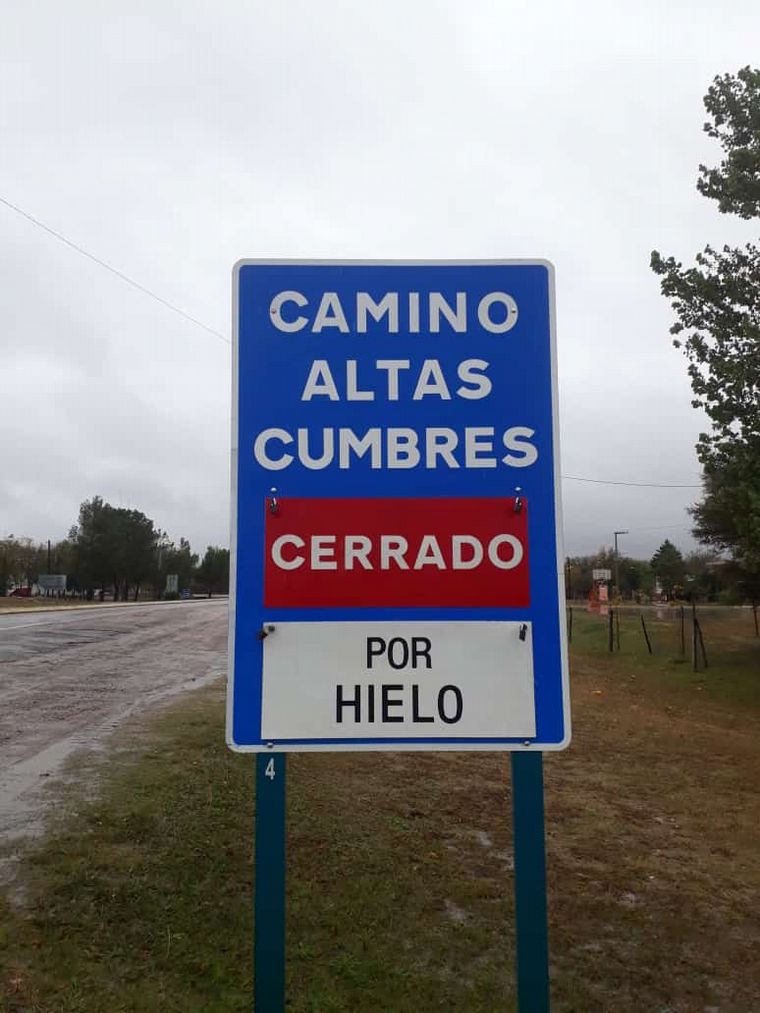 CAMINO
ALTAS
CUMBRES
CERRADO
POR
HIELO
4